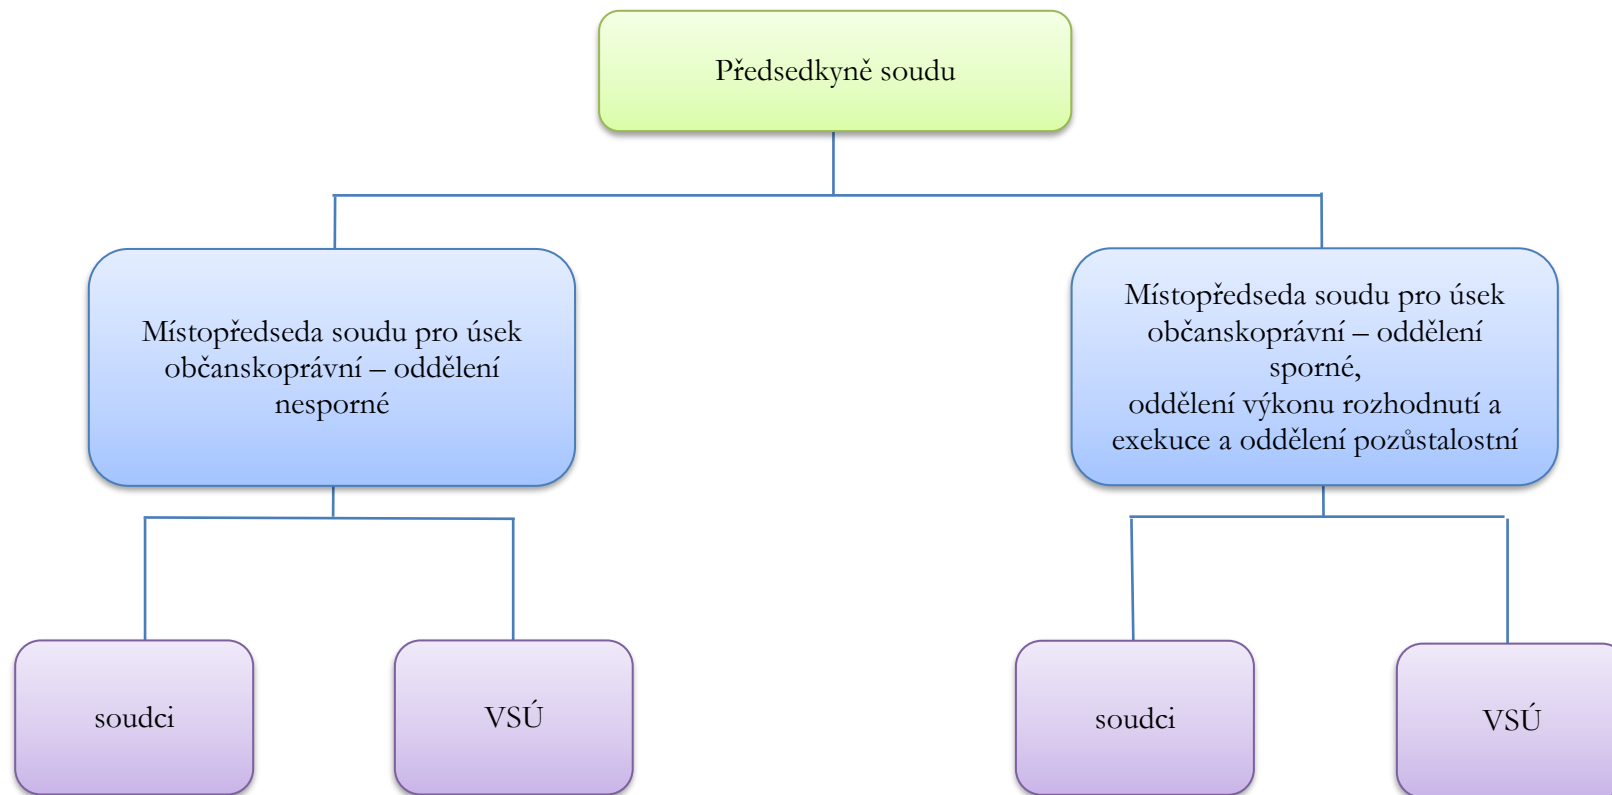 Předsedkyně soudu
Místopředseda soudu pro úsek
občanskoprávní – oddělení
nesporné
Místopředseda soudu pro úsek
občanskoprávní – oddělení
sporné,
oddělení výkonu rozhodnutí a
exekuce a oddělení pozůstalostní
soudci
VSÚ
soudci
VSÚ